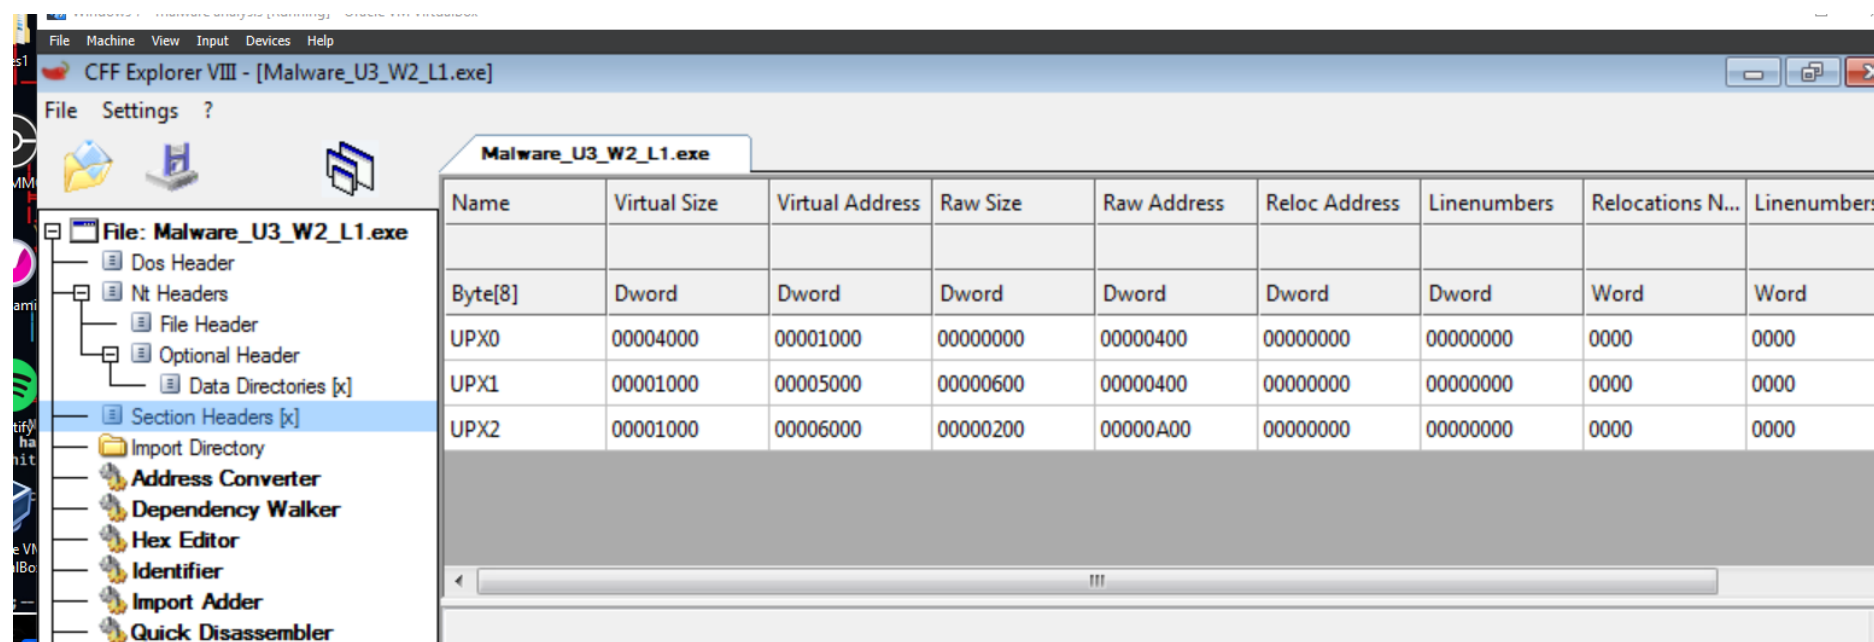 File Machine View Input Devices Help
CFF Explorer VIII - [Malware_U3_W2_L1.exe]
File Settings ?
Malware_U3_W2_L1.exe
Name Virtual Size Virtual Address Raw Size Raw Address Reloc Address Linenumbers Relocations N... Linenumbers
Byte[8] Dword Dword Dword Dword Dword Dword Word Word
UPX0 00004000 00001000 00000000 00000400 00000000 00000000 0000 0000
UPX1 00001000 00005000 00000600 00000400 00000000 00000000 0000 0000
UPX2 00001000 00006000 00000200 00000A00 00000000 00000000 0000 0000
File: Malware_U3_W2_L1.exe
Dos Header
Nt Headers
File Header
Optional Header
Data Directories [x]
Section Headers [x]
Import Directory
Address Converter
Dependency Walker
Hex Editor
Identifier
Import Adder
Quick Disassembler